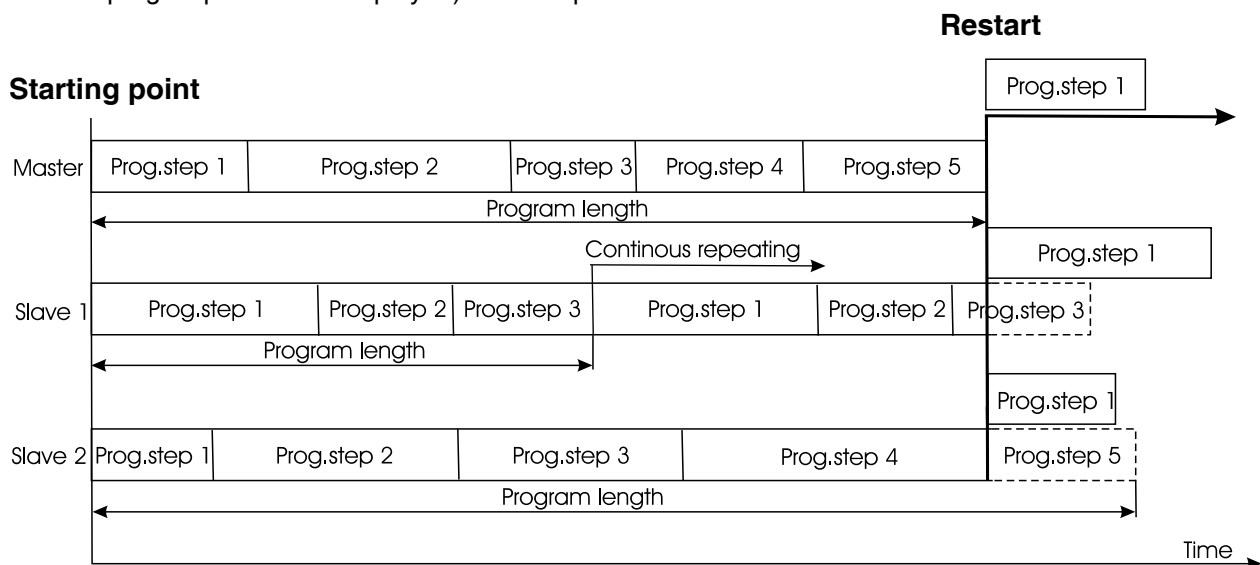 Restart
Prog.step 1
Starting point
Master Prog.step 1 Prog.step 2 Prog.step 3 Prog.step 4 Prog.step 5
Program length
Continous repeating
Prog.step 1
Slave 1 Prog.step 1 Prog.step 2 Prog.step 3 Prog.step 1 Prog.step 2 Prog.step 3
Program length
Prog.step 1
Slave 2 Prog.step 1 Prog.step 2 Prog.step 3 Prog.step 4 Prog.step 5
Program length
Time